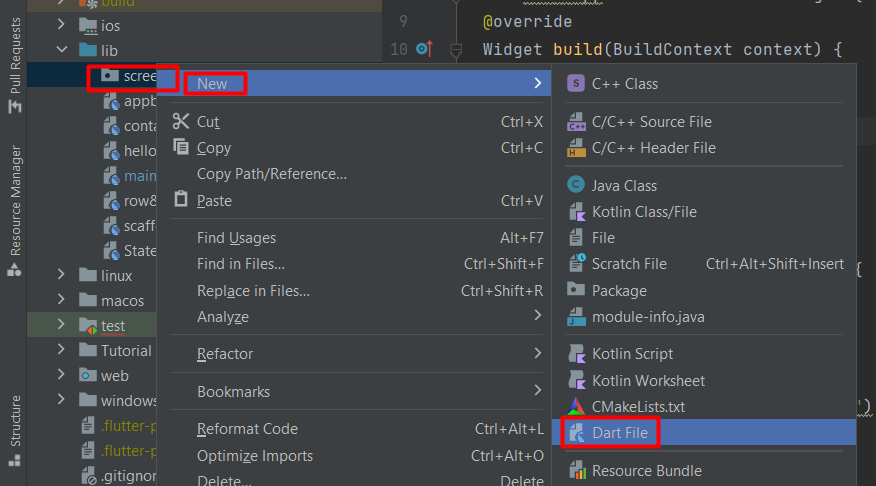 Pull Requests
Resource Manager
Structure
build
ios
lib
scree
appb
conta
hello
main
row&
scaff
State
linux
macos
test
Tutorial
web
windows
.flutter-p
.flutter-p
.gitignor
9 @override
10 Widget build(BuildContext context) {
{
')
New
Cut Ctrl+X
Copy Ctrl+C
Copy Path/Reference...
Paste Ctrl+V
Find Usages Alt+F7
Find in Files... Ctrl+Shift+F
Replace in Files... Ctrl+Shift+R
Analyze
Refactor
Bookmarks
Reformat Code Ctrl+Alt+L
Optimize Imports Ctrl+Alt+O
Delete... Delete
S C++ Class
C++ C/C++ Source File
H C/C++ Header File
C Java Class
Kotlin Class/File
File
Scratch File Ctrl+Alt+Shift+Insert
Package
module-info.java
Kotlin Script
Kotlin Worksheet
CMakeLists.txt
Dart File
Resource Bundle